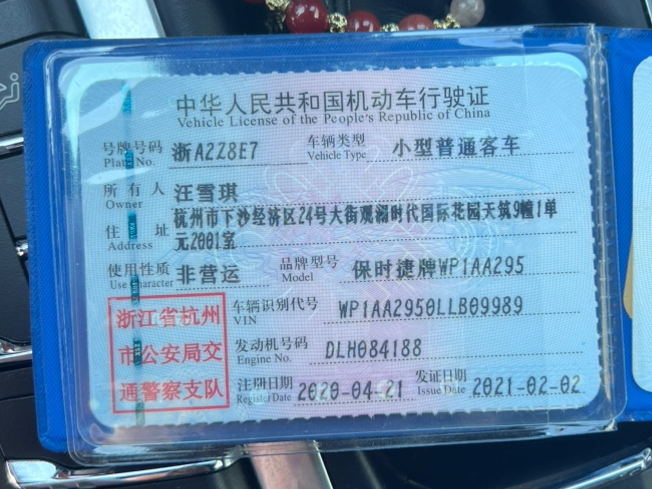 中华人民共和国机动车行驶证
Vehicle License of the People's Republic of China
号牌号码 浙A2Z8E7 车辆类型 小型普通客车
Plate No. Vehicle Type
所有人 汪雪琪
Owner
杭州市下沙经济区24号大街观澜时代国际花园天筑9幢1单
住址 元2001室
Address
使用性质 非营运 品牌型号 保时捷牌WP1AA295
Use Character Model
浙江省杭州
市公安局交
通警察支队
车辆识别代号 WP1AA2950LLB09989
VIN
发动机号码 DLH084188
Engine No.
注册日期 2020-04-21 发证日期 2021-02-02
Register Date Issue Date